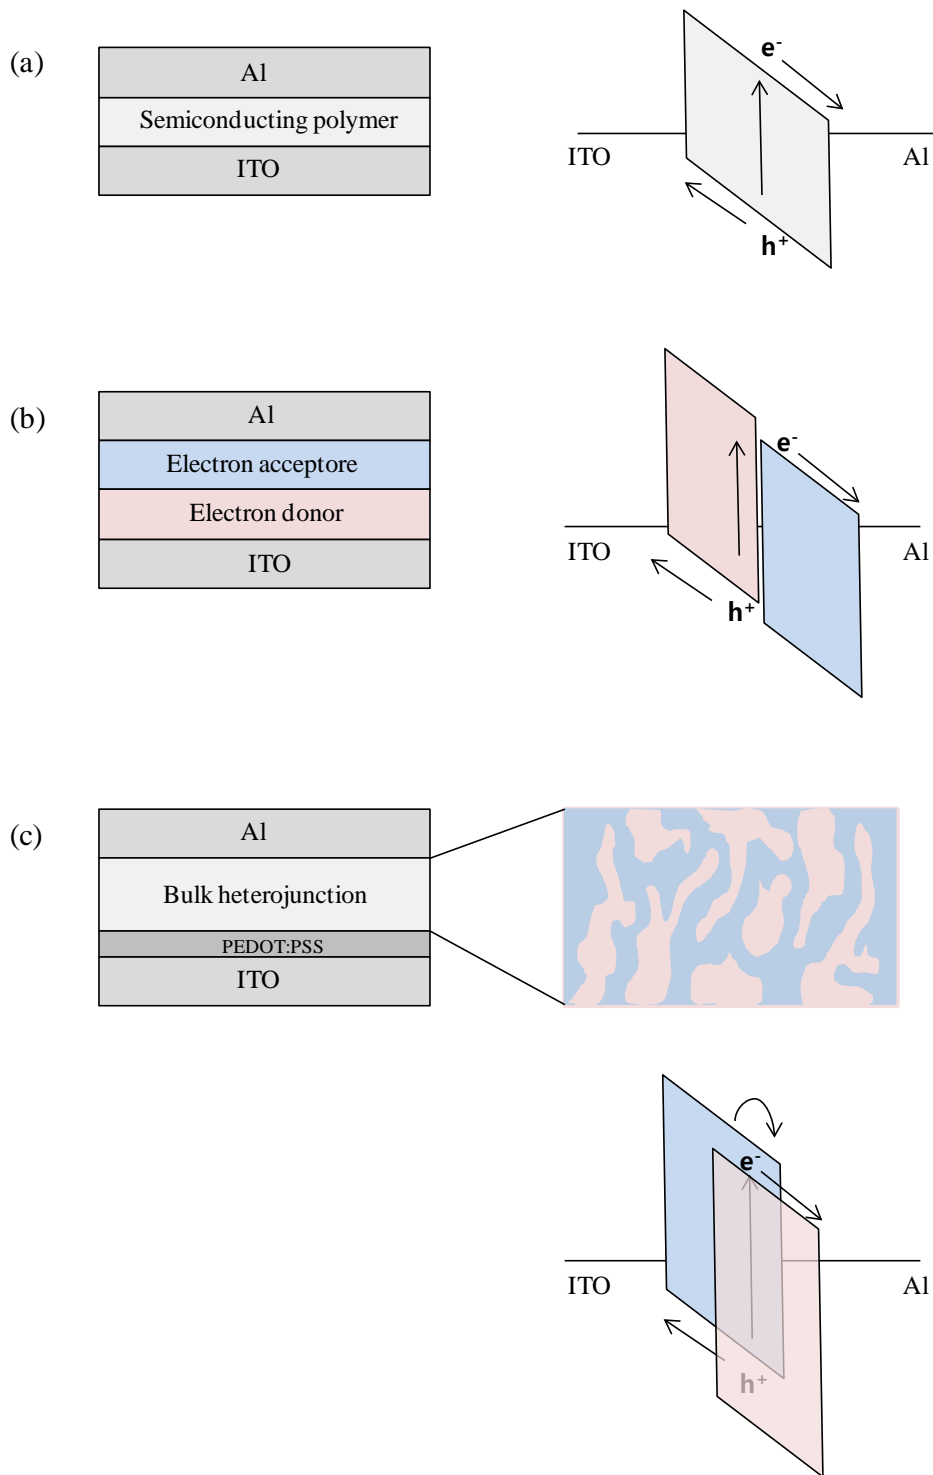 (a)
Al
Semiconducting polymer
ITO
e-
ITO
Al
h+
(b)
Al
Electron acceptore
Electron donor
ITO
e-
ITO
Al
h+
(c)
Al
Bulk heterojunction
PEDOT:PSS
ITO
e-
ITO
Al
h+